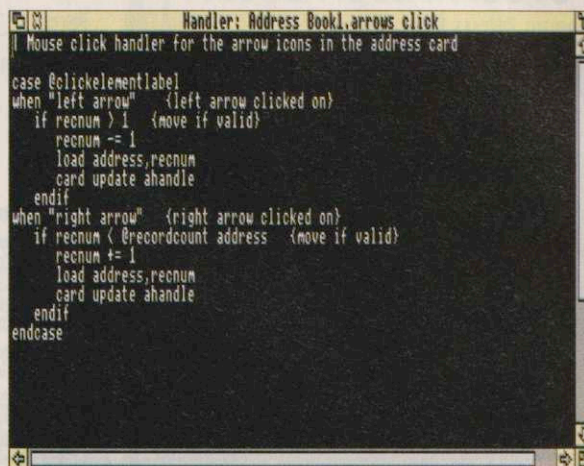 Handler: Address Book1.arrows click
| Mouse click handler for the arrow icons in the address card
case @clickelementlabel
when "left arrow" {left arrow clicked on}
if recnum > 1 {move if valid}
recnum -= 1
load address,recnum
card update ahandle
endif
when "right arrow" {right arrow clicked on}
if recnum < @recordcount address {move if valid}
recnum += 1
load address,recnum
card update ahandle
endif
endcase